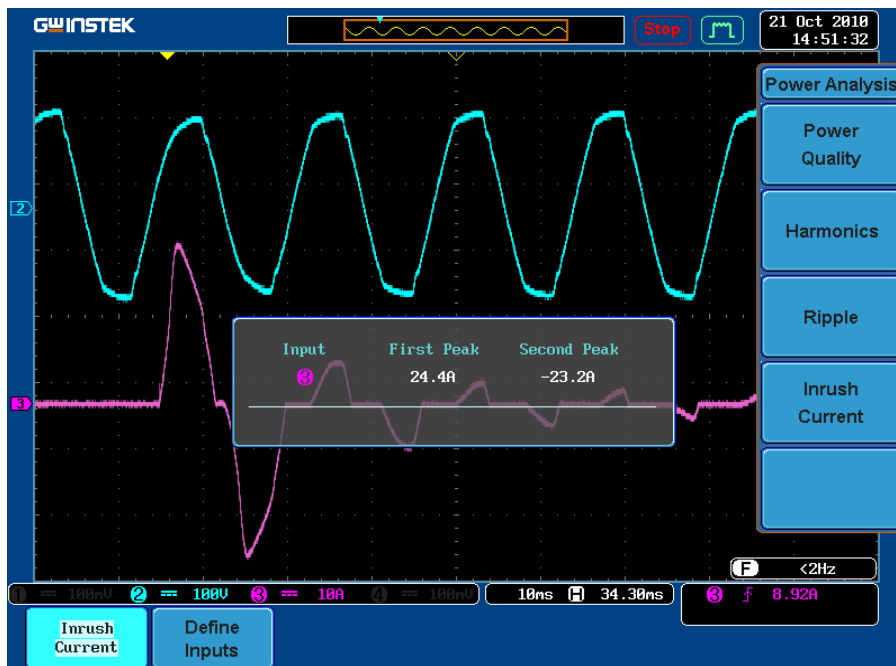 GWINSTEK
Stop
21 Oct 2010
14:51:32
Power Analysis
Power
Quality
Harmonics
Ripple
Inrush
Current
2
3
Input First Peak Second Peak
3 24.4A -23.2A
F <2Hz
1 100mV 2 100V 3 10A 4 100mV
10ms H 34.30ms
3 8.92A
Inrush
Current
Define
Inputs